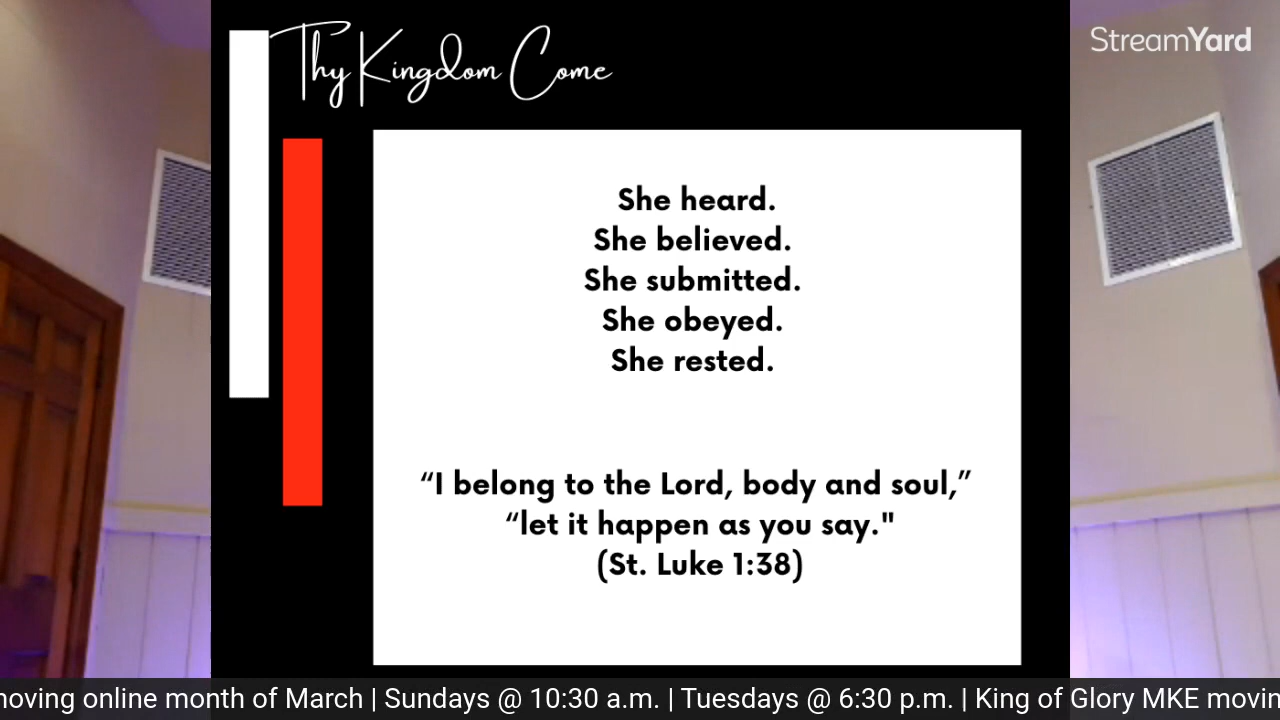 Thy Kingdom Come
StreamYard
She heard.
She believed.
She submitted.
She obeyed.
She rested.
“I belong to the Lord, body and soul,”
“let it happen as you say."
(St. Luke 1:38)
moving online month of March | Sundays @ 10:30 a.m. | Tuesdays @ 6:30 p.m. | King of Glory MKE movin